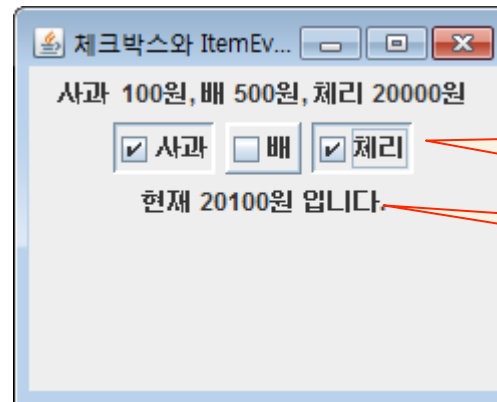 체크박스와 ItemEv...
사과 100원, 배 500원, 체리 20000원
사과 배 체리
현재 20100원 입니다.